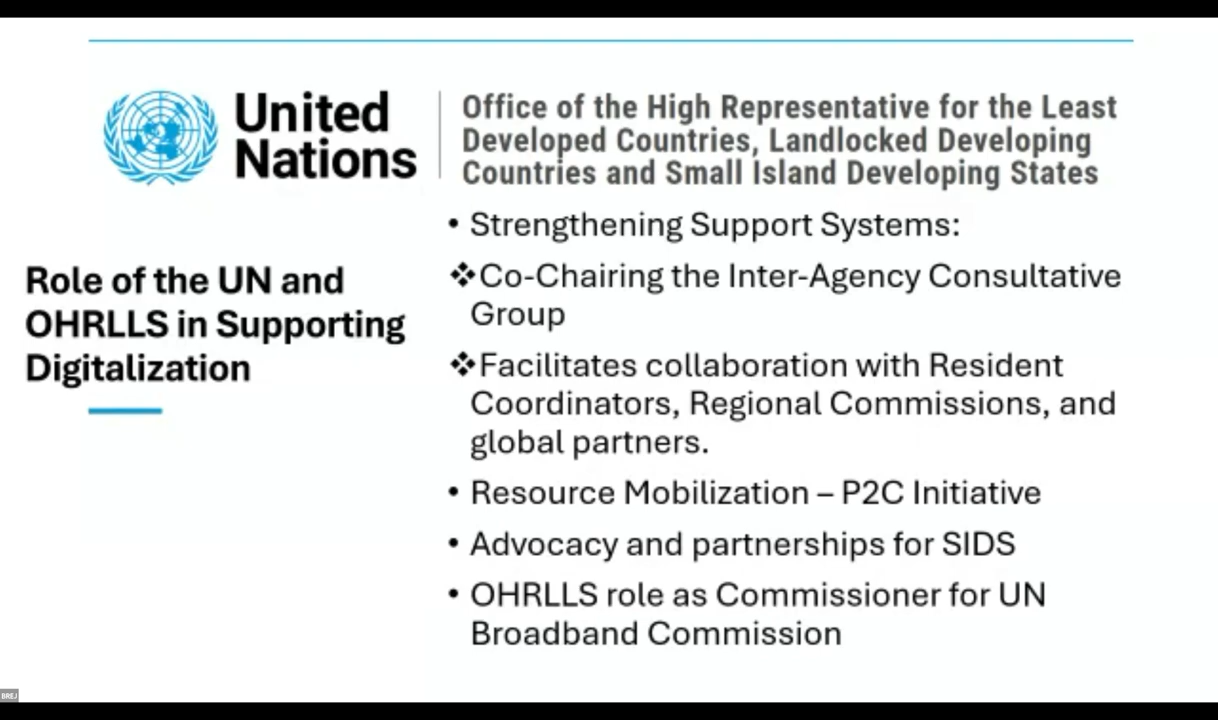 United
Nations
Office of the High Representative for the Least
Developed Countries, Landlocked Developing
Countries and Small Island Developing States
Role of the UN and
OHRLLS in Supporting
Digitalization
• Strengthening Support Systems:
❖Co-Chairing the Inter-Agency Consultative
Group
❖Facilitates collaboration with Resident
Coordinators, Regional Commissions, and
global partners.
• Resource Mobilization – P2C Initiative
• Advocacy and partnerships for SIDS
• OHRLLS role as Commissioner for UN
Broadband Commission
BREJ